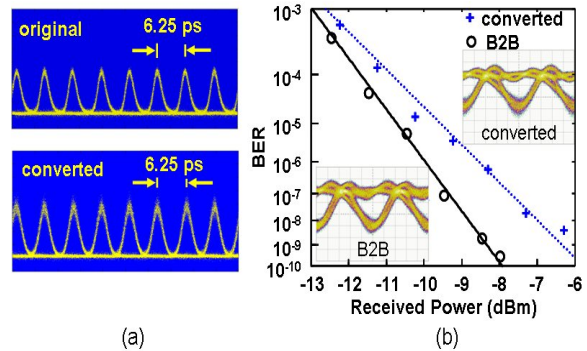 original
6.25 ps
converted
6.25 ps
(a)
BER
10-3
10-4
10-5
10-6
10-7
10-8
10-9
10-10
+ converted
o B2B
converted
B2B
-13 -12 -11 -10 -9 -8 -7 -6
Received Power (dBm)
(b)